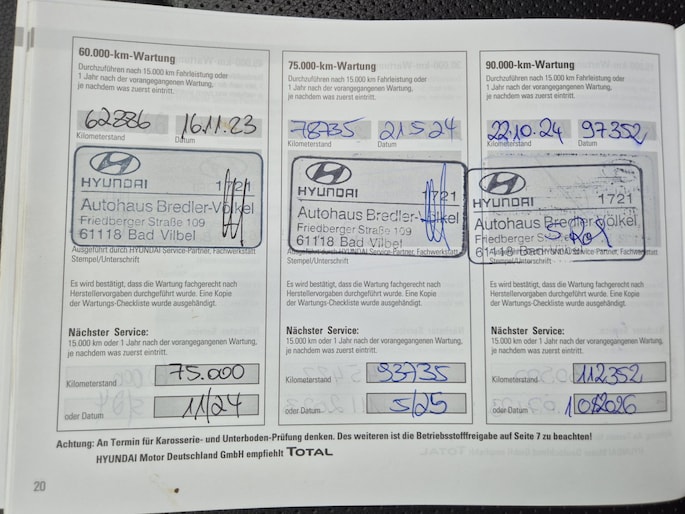 60.000-km-Wartung
Durchzuführen nach 15.000 km Fahrleistung oder
1 Jahr nach der vorangegangenen Wartung,
je nachdem was zuerst eintritt.
62886 16.11.23
Kilometerstand Datum
HYUNDAI 1721
Autohaus Bredler-Völkel
Friedberger Straße 109
61118 Bad Vilbel
Ausgeführt durch HYUNDAI Service-Partner, Fachwerkstatt
Stempel/Unterschrift
Es wird bestätigt, dass die Wartung fachgerecht nach
Herstellervorgaben durchgeführt wurde. Eine Kopie
der Wartungs-Checkliste wurde ausgehändigt.
Nächster Service:
15.000 km oder 1 Jahr nach der vorangegangenen Wartung,
je nachdem was zuerst eintritt.
Kilometerstand 75.000
oder Datum 11/24
75.000-km-Wartung
Durchzuführen nach 15.000 km Fahrleistung oder
1 Jahr nach der vorangegangenen Wartung,
je nachdem was zuerst eintritt.
78735 21.5.24
Kilometerstand Datum
HYUNDAI 1721
Autohaus Bredler-Völkel
Friedberger Straße 109
61118 Bad Vilbel
Ausgeführt durch HYUNDAI Service-Partner, Fachwerkstatt
Stempel/Unterschrift
Es wird bestätigt, dass die Wartung fachgerecht nach
Herstellervorgaben durchgeführt wurde. Eine Kopie
der Wartungs-Checkliste wurde ausgehändigt.
Nächster Service:
15.000 km oder 1 Jahr nach der vorangegangenen Wartung,
je nachdem was zuerst eintritt.
Kilometerstand 93735
oder Datum 5/25
90.000-km-Wartung
Durchzuführen nach 15.000 km Fahrleistung oder
1 Jahr nach der vorangegangenen Wartung,
je nachdem was zuerst eintritt.
22.10.24 97352
Kilometerstand Datum
HYUNDAI 1721
Autohaus Bredler-Völkel
Friedberger Straße
61118 Bad
Service-Partner, Fachwerkstatt
Stempel/Unterschrift
Es wird bestätigt, dass die Wartung fachgerecht nach
Herstellervorgaben durchgeführt wurde. Eine Kopie
der Wartungs-Checkliste wurde ausgehändigt.
Nächster Service:
15.000 km oder 1 Jahr nach der vorangegangenen Wartung,
je nachdem was zuerst eintritt.
Kilometerstand 112352
oder Datum
Achtung: An Termin für Karosserie- und Unterboden-Prüfung denken. Des weiteren ist die Betriebsstofffreigabe auf Seite 7 zu beachten!
HYUNDAI Motor Deutschland GmbH empfiehlt TOTAL
20